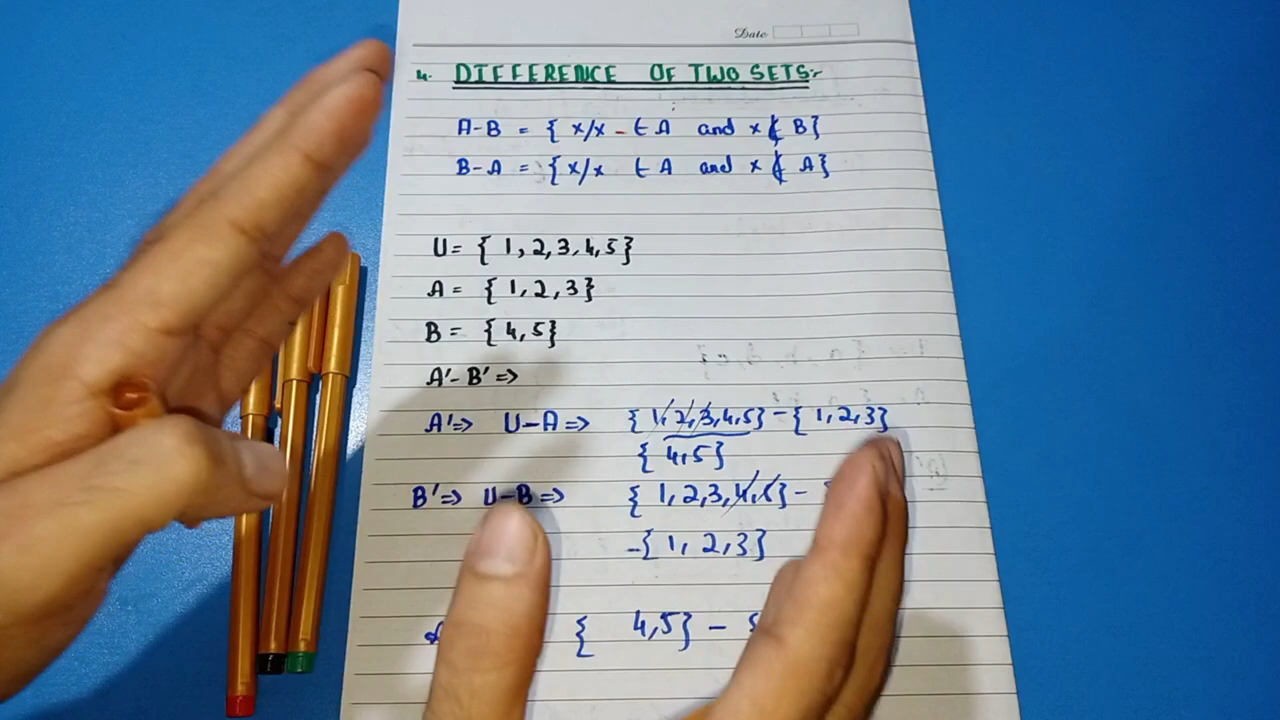 Date
4. DIFFERENCE OF TWO SETS:-
A-B = { x/x - ∈ A and x ∉ B}
B-A = {x/x ∈ A and x ∉ A}
U= { 1,2,3,4,5}
A= { 1,2,3}
B= {4,5}
A'-B' =>
A'=> U-A=> { 1,2,3,4,5} - { 1,2,3}
{ 4,5}
B'=> U-B=> { 1,2,3,4,5} -
-{ 1, 2,3}
{ 4,5} -